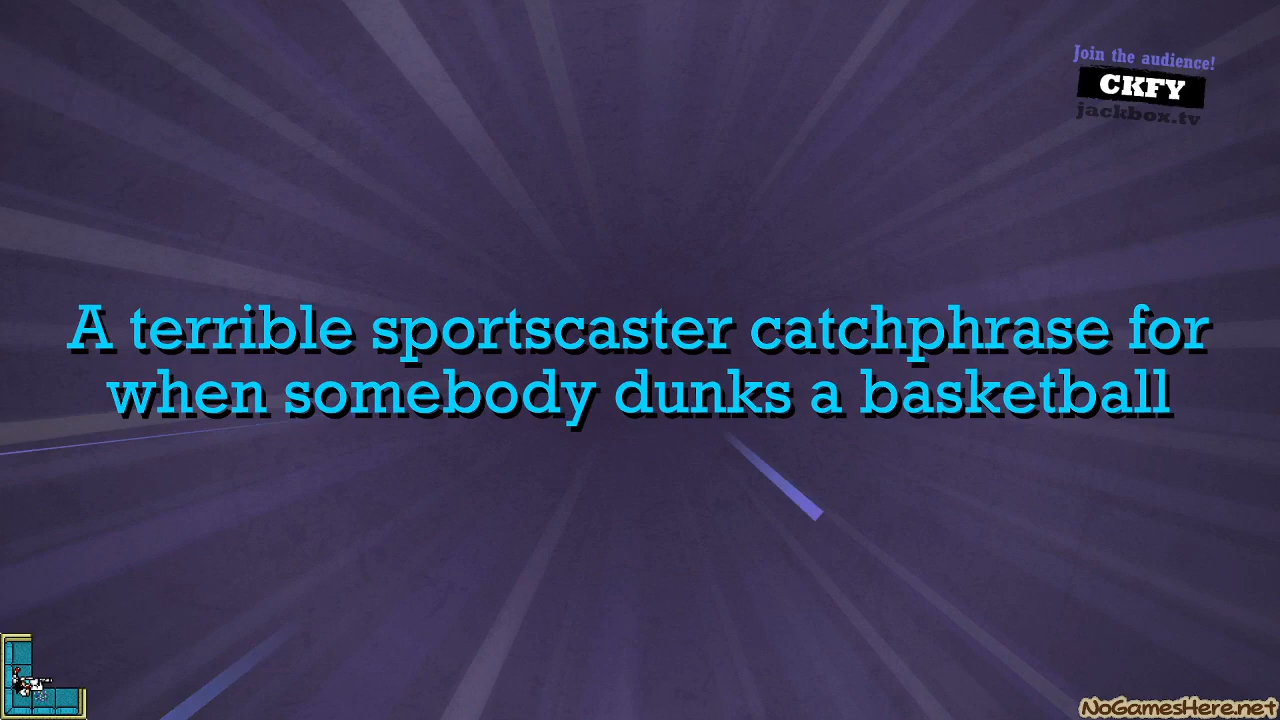 Join the audience!
CKFY
jackbox.tv
A terrible sportscaster catchphrase for
when somebody dunks a basketball
NoGamesHere.net